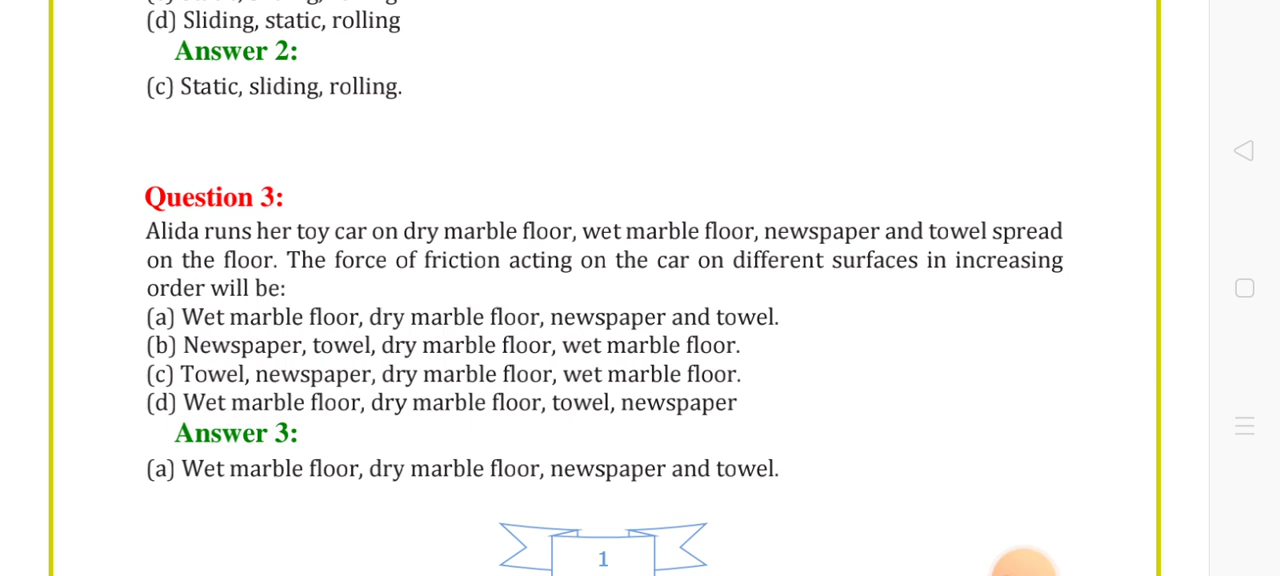 (d) Sliding, static, rolling
Answer 2:
(c) Static, sliding, rolling.
Question 3:
Alida runs her toy car on dry marble floor, wet marble floor, newspaper and towel spread
on the floor. The force of friction acting on the car on different surfaces in increasing
order will be:
(a) Wet marble floor, dry marble floor, newspaper and towel.
(b) Newspaper, towel, dry marble floor, wet marble floor.
(c) Towel, newspaper, dry marble floor, wet marble floor.
(d) Wet marble floor, dry marble floor, towel, newspaper
Answer 3:
(a) Wet marble floor, dry marble floor, newspaper and towel.
1